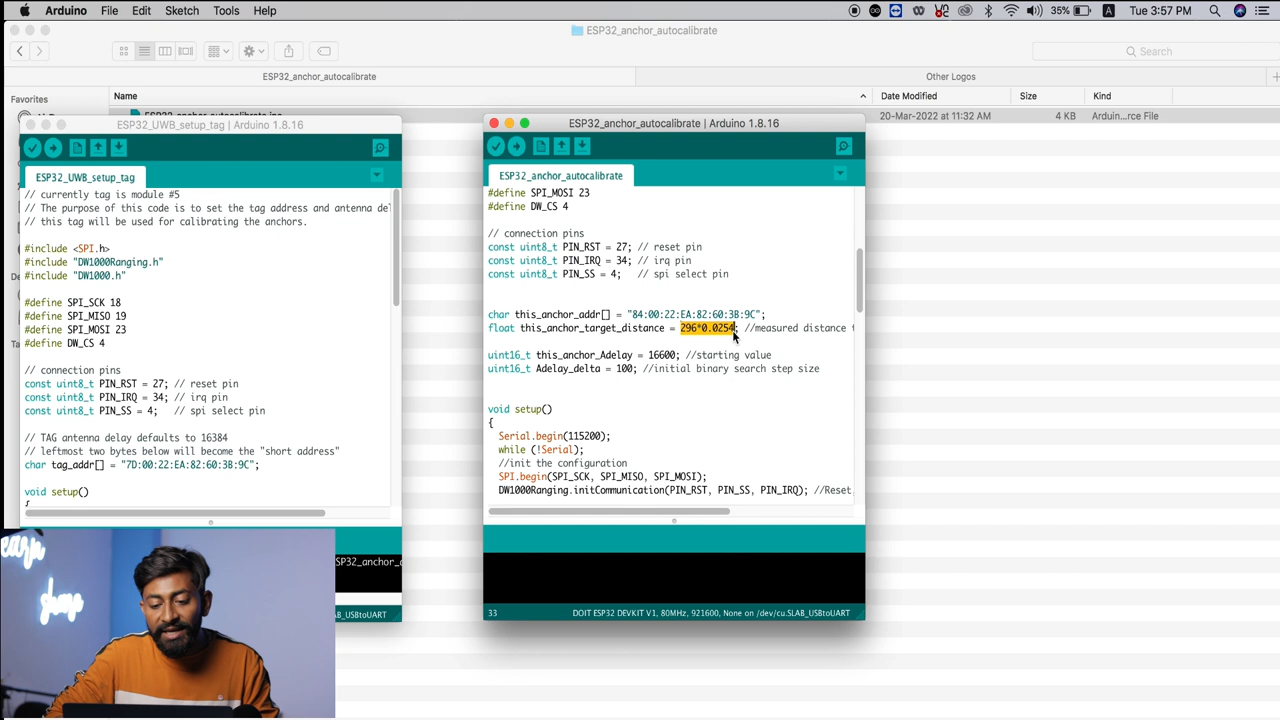 Arduino File Edit Sketch Tools Help 35% A Tue 3:57 PM
ESP32_anchor_autocalibrate
Search
ESP32_anchor_autocalibrate Other Logos
Favorites Name Date Modified Size Kind
20-Mar-2022 at 11:32 AM 4 KB Arduin...rce File
ESP32_UWB_setup_tag | Arduino 1.8.16
ESP32_UWB_setup_tag
// currently tag is module #5
// The purpose of this code is to set the tag address and antenna del
// this tag will be used for calibrating the anchors.
#include <SPI.h>
#include "DW1000Ranging.h"
#include "DW1000.h"
#define SPI_SCK 18
#define SPI_MISO 19
#define SPI_MOSI 23
#define DW_CS 4
// connection pins
const uint8_t PIN_RST = 27; // reset pin
const uint8_t PIN_IRQ = 34; // irq pin
const uint8_t PIN_SS = 4; // spi select pin
// TAG antenna delay defaults to 16384
// leftmost two bytes below will become the "short address"
char tag_addr[] = "7D:00:22:EA:82:60:3B:9C";
void setup()
{
SP32_anchor_a
B_USBtoUART
ESP32_anchor_autocalibrate | Arduino 1.8.16
ESP32_anchor_autocalibrate
#define SPI_MOSI 23
#define DW_CS 4
// connection pins
const uint8_t PIN_RST = 27; // reset pin
const uint8_t PIN_IRQ = 34; // irq pin
const uint8_t PIN_SS = 4; // spi select pin
char this_anchor_addr[] = "84:00:22:EA:82:60:3B:9C";
float this_anchor_target_distance = 296*0.0254; //measured distance t
uint16_t this_anchor_Adelay = 16600; //starting value
uint16_t Adelay_delta = 100; //initial binary search step size
void setup()
{
Serial.begin(115200);
while (!Serial);
//init the configuration
SPI.begin(SPI_SCK, SPI_MISO, SPI_MOSI);
DW1000Ranging.initCommunication(PIN_RST, PIN_SS, PIN_IRQ); //Reset,
33 DOIT ESP32 DEVKIT V1, 80MHz, 921600, None on /dev/cu.SLAB_USBtoUART